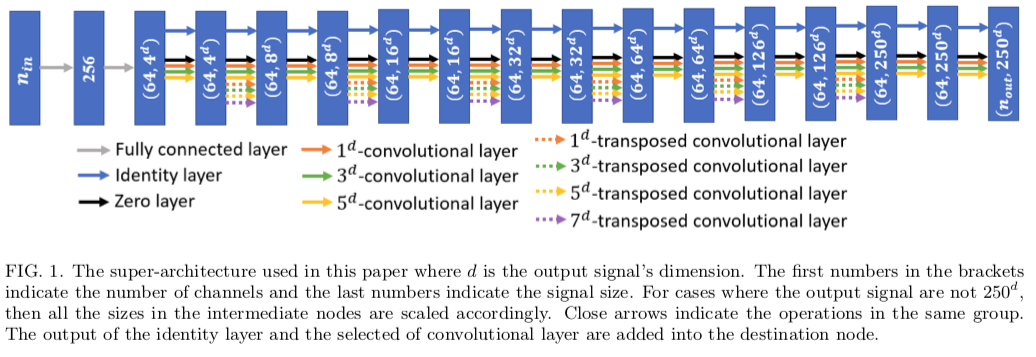 n_in
256
(64, 4^d)
(64, 4^d)
(64, 8^d)
(64, 8^d)
(64, 16^d)
(64, 16^d)
(64, 32^d)
(64, 32^d)
(64, 64^d)
(64, 64^d)
(64, 126^d)
(64, 126^d)
(64, 250^d)
(64, 250^d)
(n_out, 250^d)
Fully connected layer
Identity layer
Zero layer
1^d-convolutional layer
3^d-convolutional layer
5^d-convolutional layer
1^d-transposed convolutional layer
3^d-transposed convolutional layer
5^d-transposed convolutional layer
7^d-transposed convolutional layer
FIG. 1. The super-architecture used in this paper where d is the output signal's dimension. The first numbers in the brackets
indicate the number of channels and the last numbers indicate the signal size. For cases where the output signal are not 250^d,
then all the sizes in the intermediate nodes are scaled accordingly. Close arrows indicate the operations in the same group.
The output of the identity layer and the selected of convolutional layer are added into the destination node.